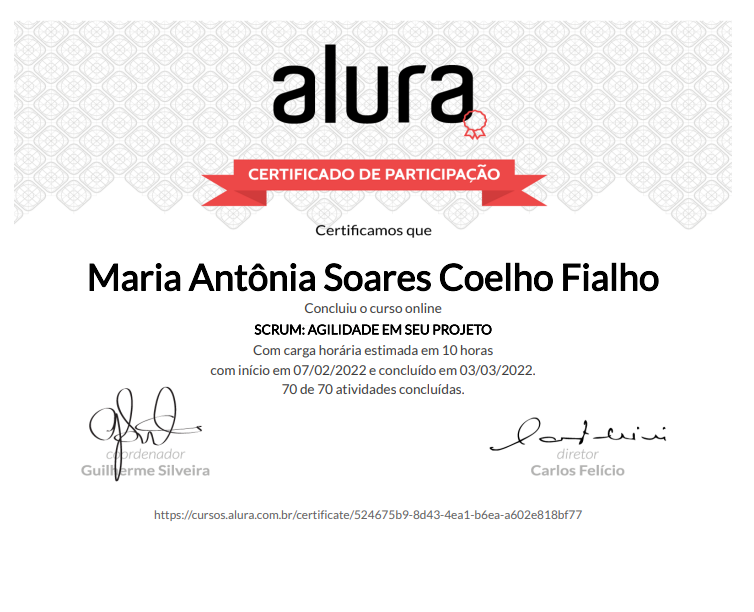 alura
CERTIFICADO DE PARTICIPAÇÃO
Certificamos que
Maria Antônia Soares Coelho Fialho
Concluiu o curso online
SCRUM: AGILIDADE EM SEU PROJETO
Com carga horária estimada em 10 horas
com início em 07/02/2022 e concluído em 03/03/2022.
70 de 70 atividades concluídas.
coordenador
Guilherme Silveira
diretor
Carlos Felício
https://cursos.alura.com.br/certificate/524675b9-8d43-4ea1-b6ea-a602e818bf77